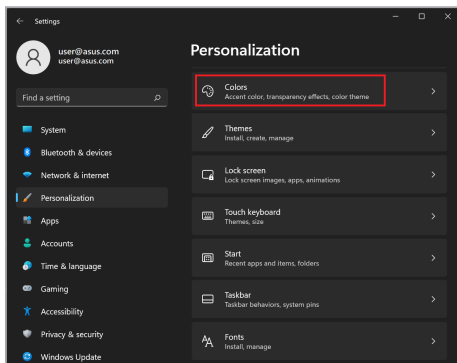 Settings
user@asus.com
user@asus.com
Find a setting
System
Bluetooth & devices
Network & internet
Personalization
Apps
Accounts
Time & language
Gaming
Accessibility
Privacy & security
Windows Update
Personalization
Colors
Accent color, transparency effects, color theme
Themes
Install, create, manage
Lock screen
Lock screen images, apps, animations
Touch keyboard
Themes, size
Start
Recent apps and items, folders
Taskbar
Taskbar behaviors, system pins
Fonts
Install, manage